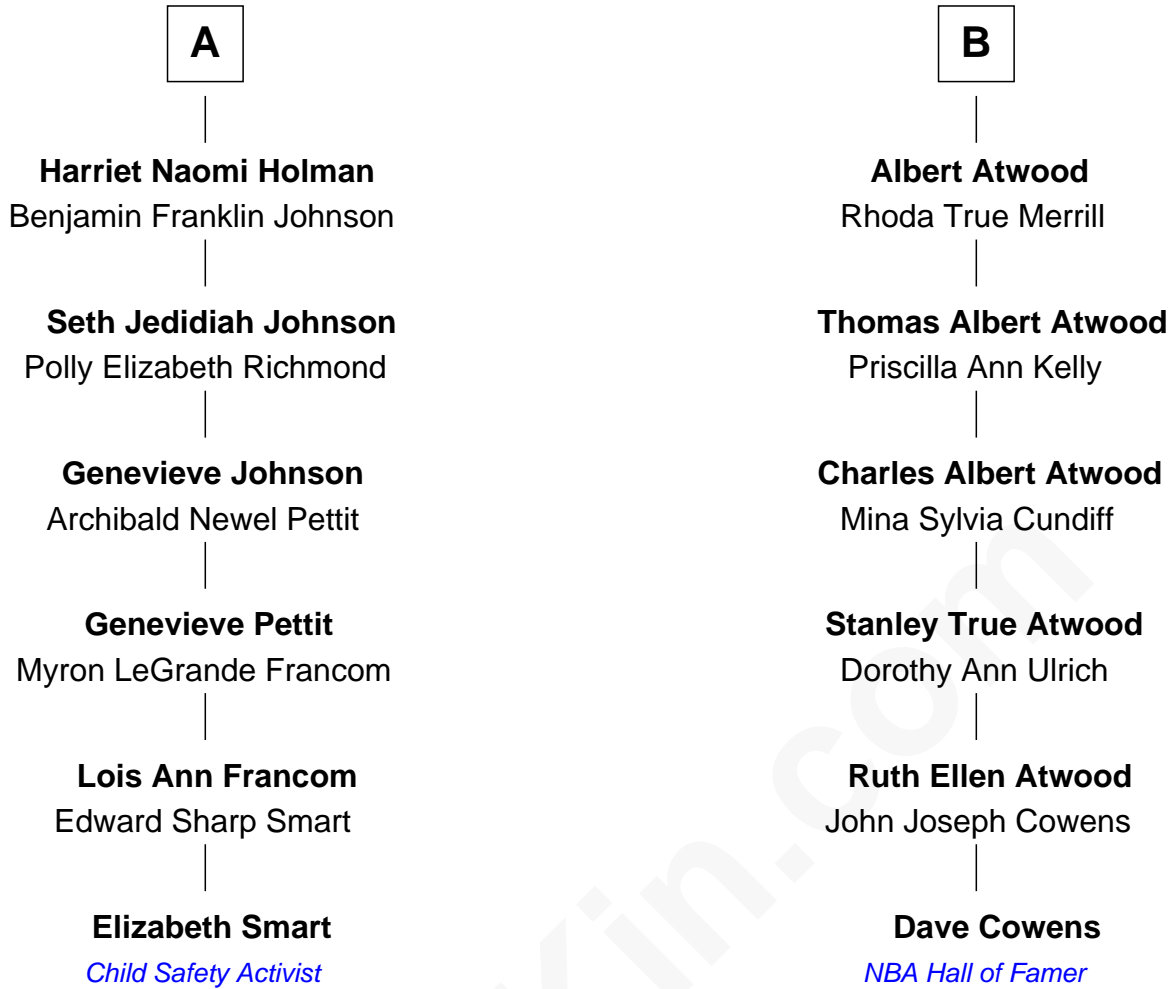 A
Harriet Naomi Holman
Benjamin Franklin Johnson
Seth Jedidiah Johnson
Polly Elizabeth Richmond
Genevieve Johnson
Archibald Newel Pettit
Genevieve Pettit
Myron LeGrande Francom
Lois Ann Francom
Edward Sharp Smart
Elizabeth Smart
Child Safety Activist
B
Albert Atwood
Rhoda True Merrill
Thomas Albert Atwood
Priscilla Ann Kelly
Charles Albert Atwood
Mina Sylvia Cundiff
Stanley True Atwood
Dorothy Ann Ulrich
Ruth Ellen Atwood
John Joseph Cowens
Dave Cowens
NBA Hall of Famer